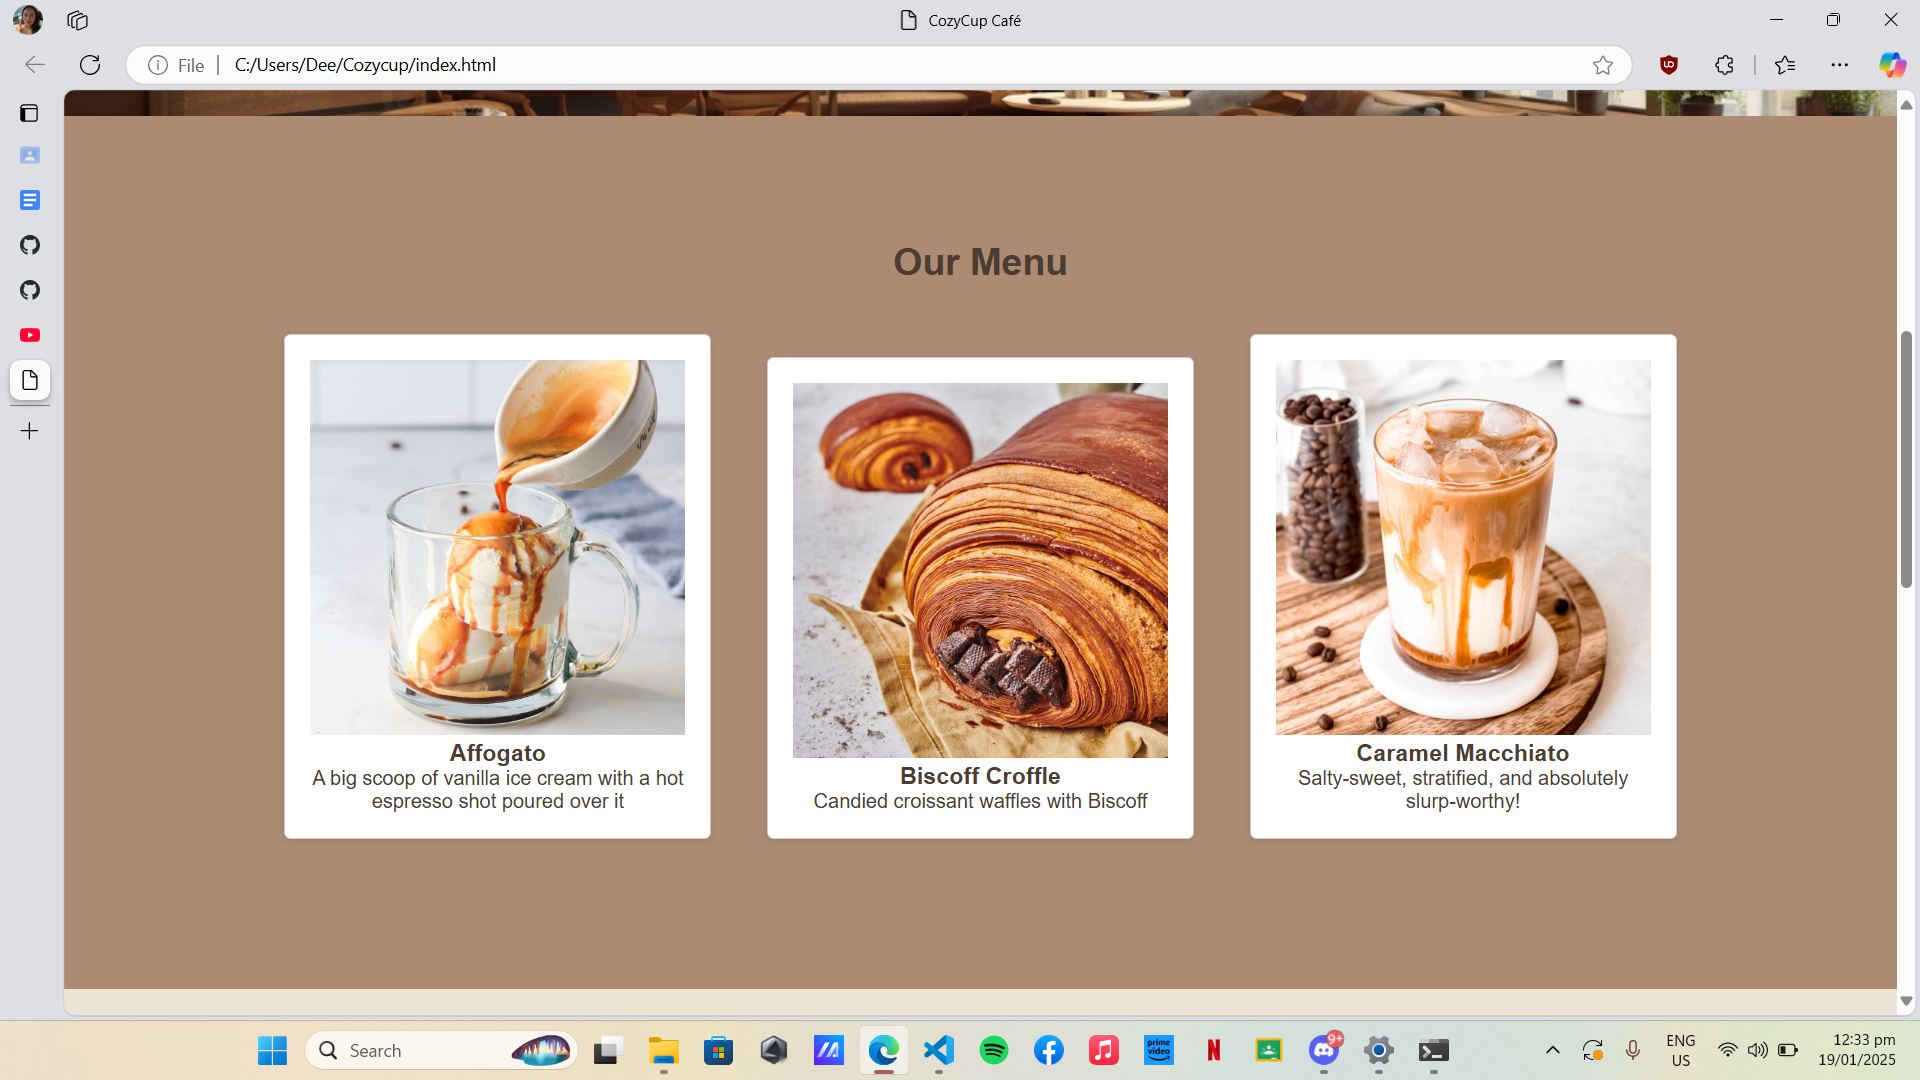 CozyCup Café
File
C:/Users/Dee/Cozycup/index.html
Our Menu
Affogato
A big scoop of vanilla ice cream with a hot
espresso shot poured over it
Biscoff Croffle
Candied croissant waffles with Biscoff
Caramel Macchiato
Salty-sweet, stratified, and absolutely
slurp-worthy!
Search
prime
video
N
9+
ENG
US
12:33 pm
19/01/2025